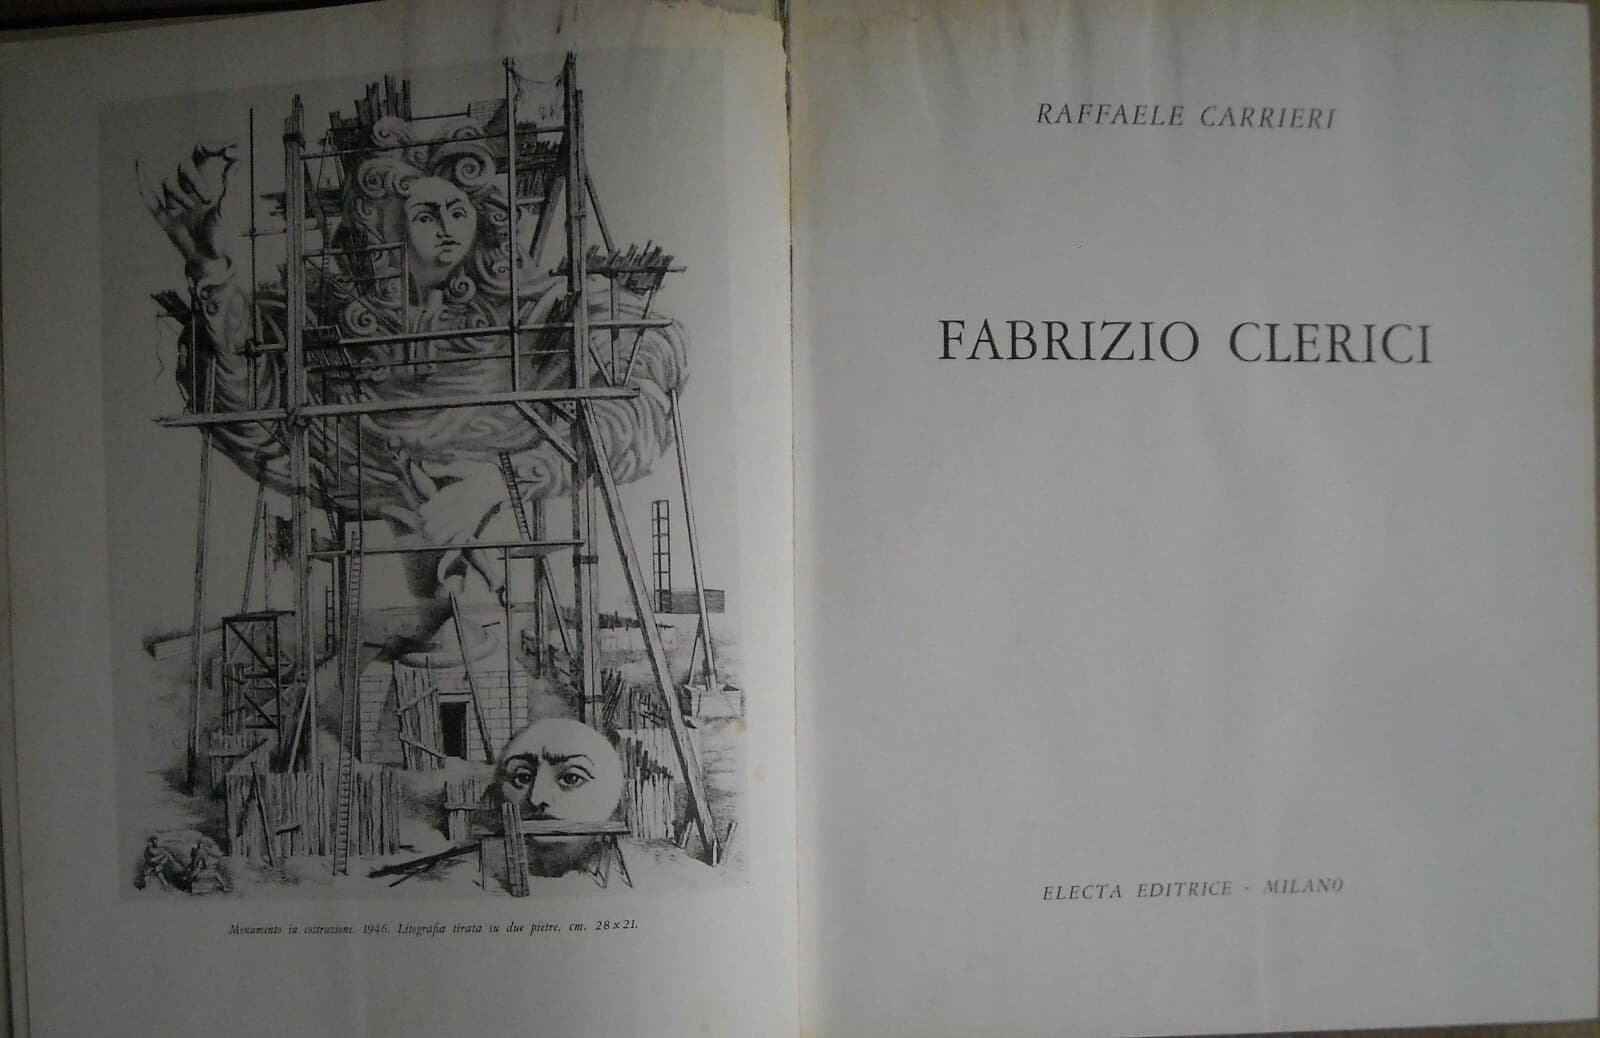 Monumento in costruzione. 1946. Litografia tirata su due pietre, cm. 28 x 21.
RAFFAELE CARRIERI
FABRIZIO CLERICI
ELECTA EDITRICE - MILANO